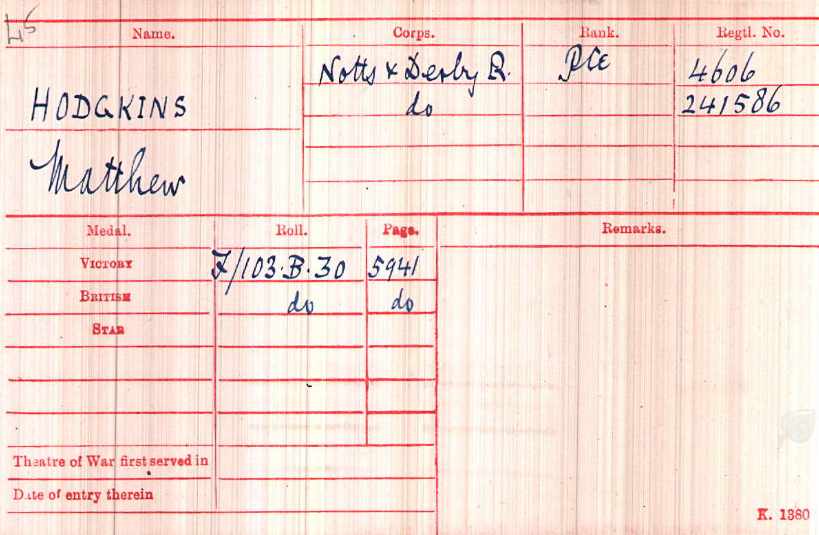 Name. Corps. Rank. Regtl. No.
Notts & Derby R. Pte 4606
HODGKINS do 241586
Matthew
Medal. Roll. Page. Remarks.
VICTORY F/103.B.30 5941
BRITISH do do
STAR
Theatre of War first served in
Date of entry therein
K. 1380